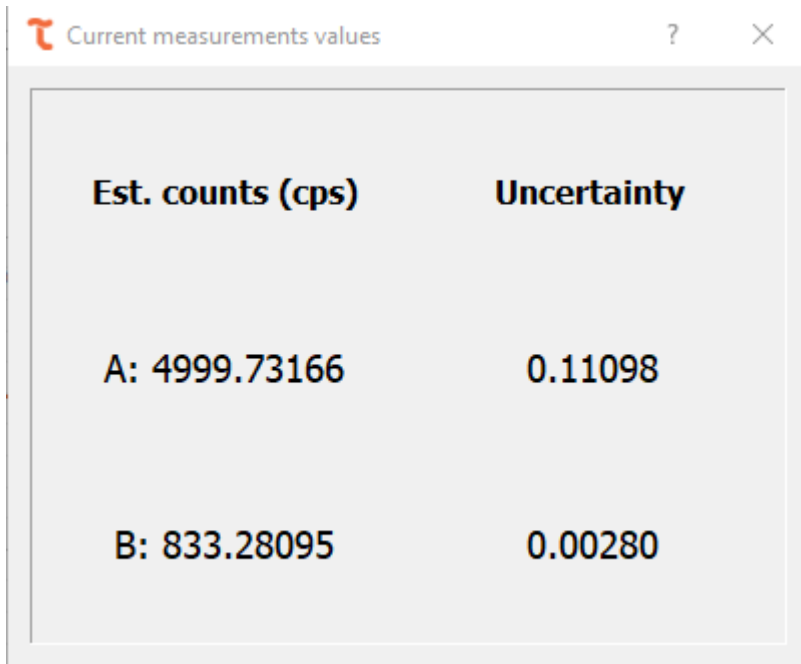 Current measurements values
Est. counts (cps) Uncertainty
A: 4999.73166 0.11098
B: 833.28095 0.00280